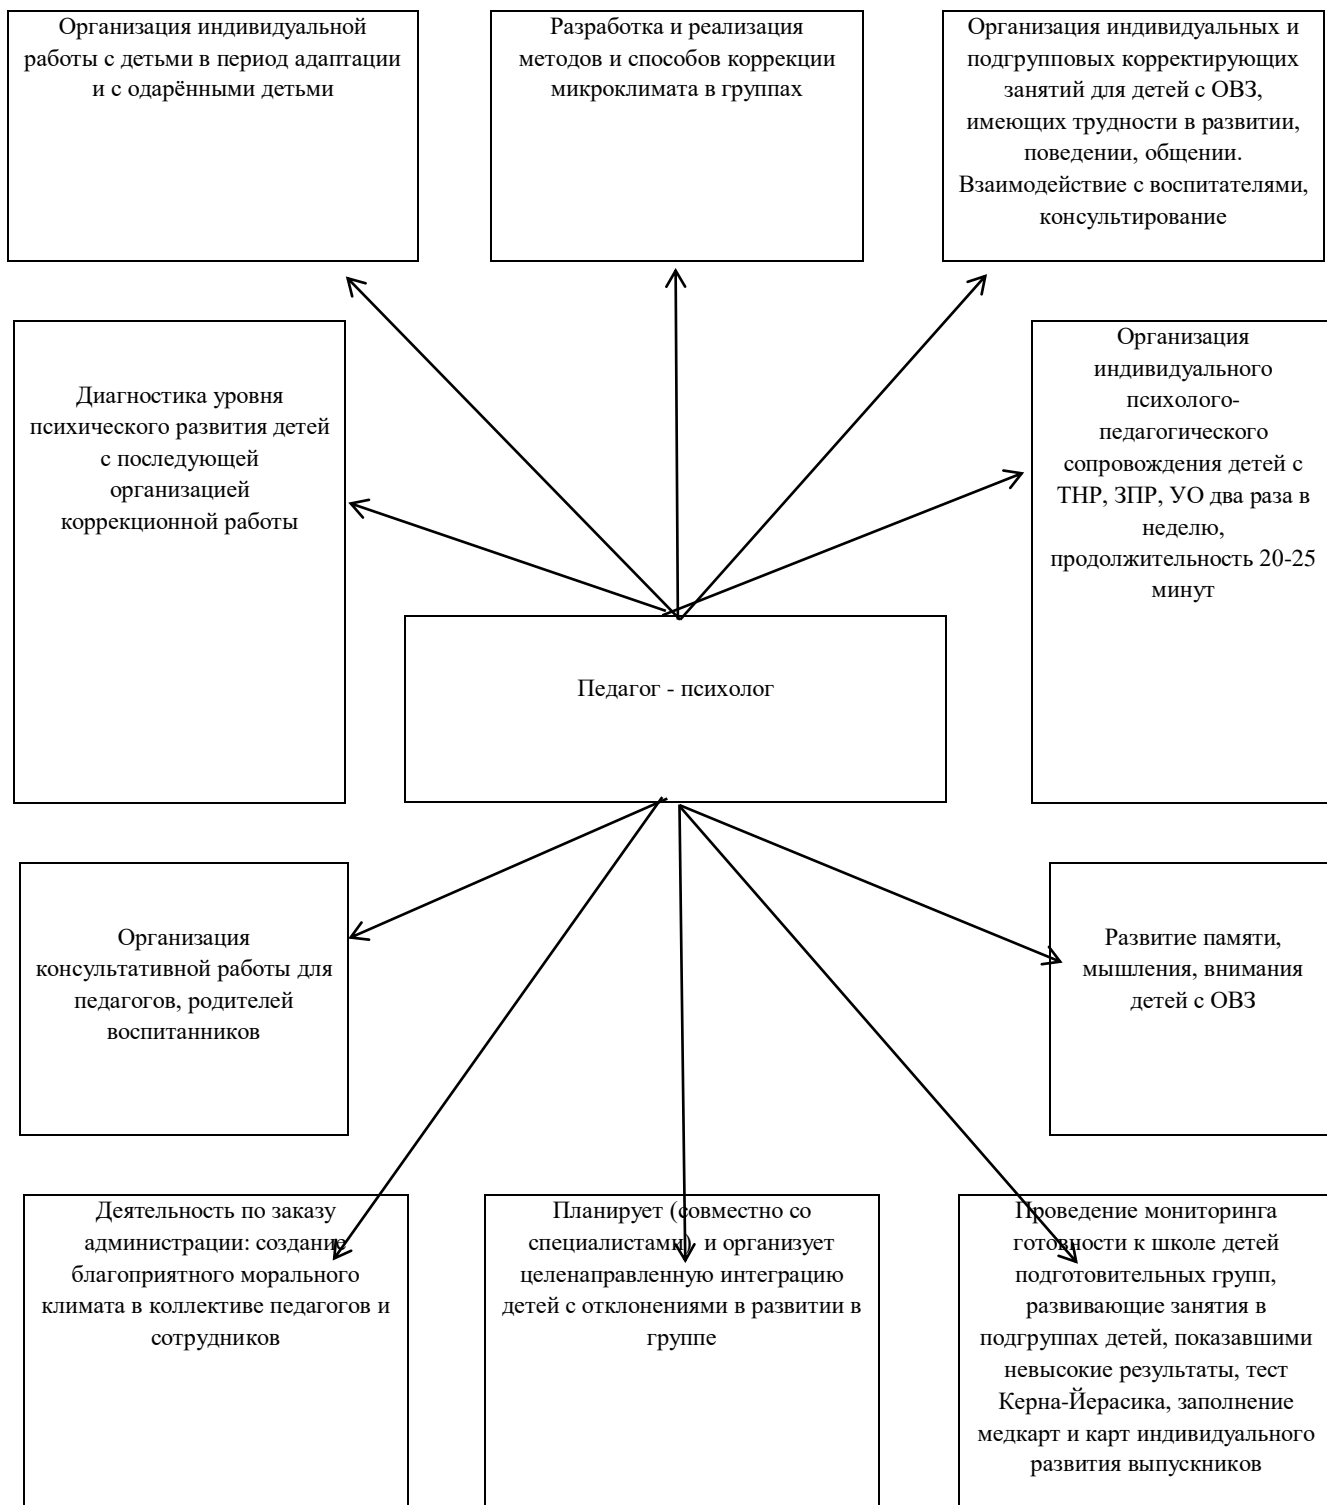 Организация индивидуальной
работы с детьми в период адаптации
и с одарёнными детьми
Разработка и реализация
методов и способов коррекции
микроклимата в группах
Организация индивидуальных и
подгрупповых корректирующих
занятий для детей с ОВЗ,
имеющих трудности в развитии,
поведении, общении.
Взаимодействие с воспитателями,
консультирование
Диагностика уровня
психического развития детей
с последующей
организацией
коррекционной работы
Организация
индивидуального
психолого-
педагогического
сопровождения детей с
ТНР, ЗПР, УО два раза в
неделю,
продолжительность 20-25
минут
Педагог - психолог
Организация
консультативной работы для
педагогов, родителей
воспитанников
Развитие памяти,
мышления, внимания
детей с ОВЗ
Деятельность по заказу
администрации: создание
благоприятного морального
климата в коллективе педагогов и
сотрудников
Планирует (совместно со
специалистами) и организует
целенаправленную интеграцию
детей с отклонениями в развитии в
группе
Проведение мониторинга
готовности к школе детей
подготовительных групп,
развивающие занятия в
подгруппах детей, показавшими
невысокие результаты, тест
Керна-Йерасика, заполнение
медкарт и карт индивидуального
развития выпускников